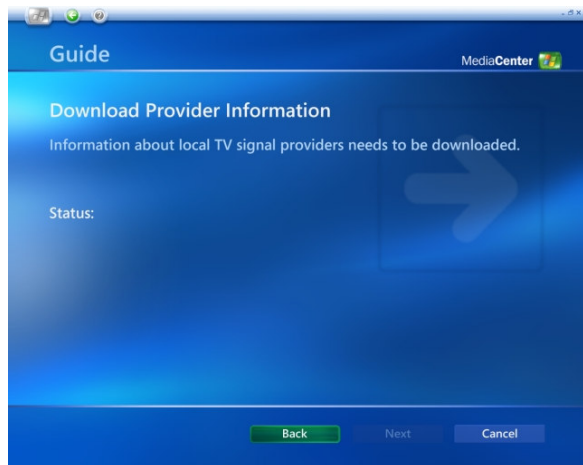 Guide
MediaCenter
Download Provider Information
Information about local TV signal providers needs to be downloaded.
Status:
Back
Next
Cancel